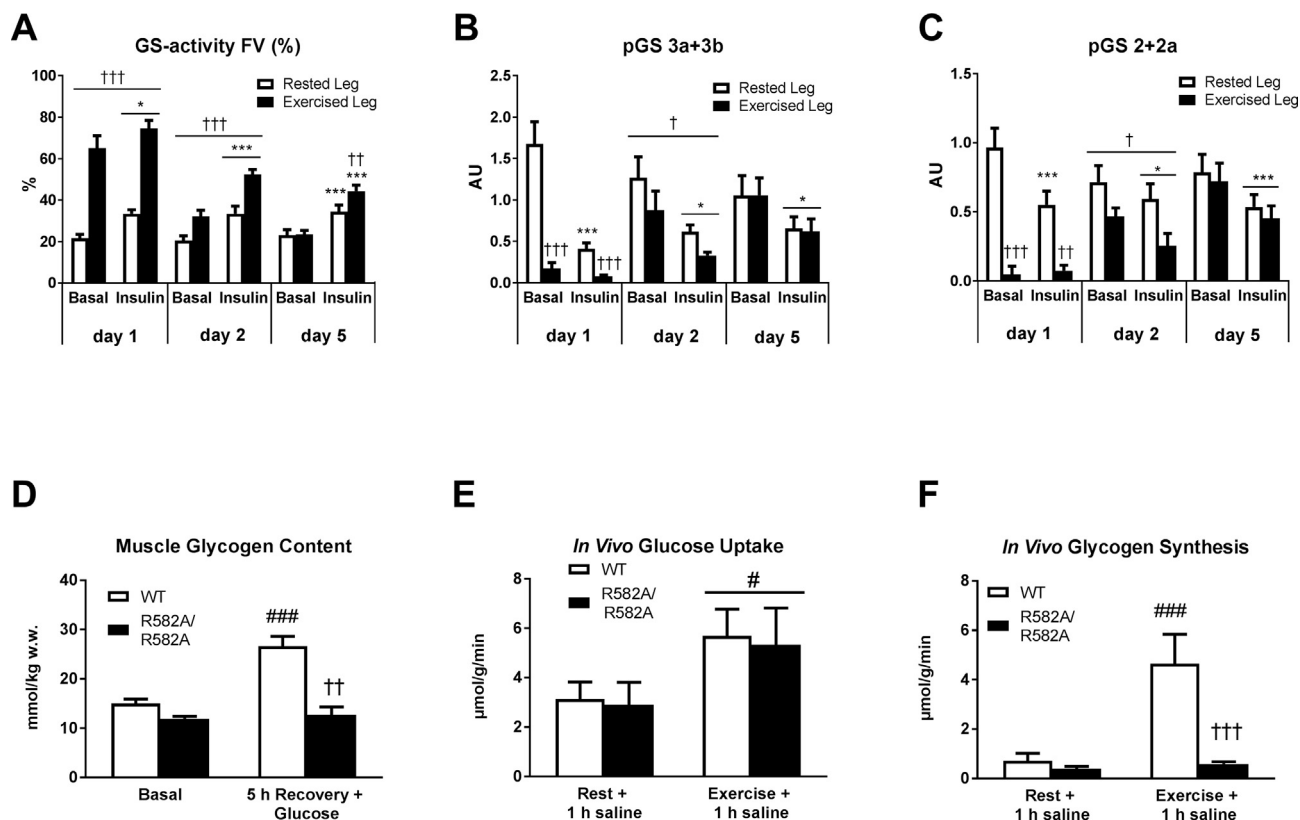 A
GS-activity FV (%)
100
80
60
40
20
0
%
†††
*
†††
***
††
***
***
Rested Leg
Exercised Leg
Basal Insulin Basal Insulin Basal Insulin
day 1 day 2 day 5
B
pGS 3a+3b
2.5
2.0
1.5
1.0
0.5
0.0
AU
†††
***
†††
†
*
*
Rested Leg
Exercised Leg
Basal Insulin Basal Insulin Basal Insulin
day 1 day 2 day 5
C
pGS 2+2a
1.5
1.0
0.5
0.0
AU
†††
***
††
†
*
***
Rested Leg
Exercised Leg
Basal Insulin Basal Insulin Basal Insulin
day 1 day 2 day 5
D
Muscle Glycogen Content
40
30
20
10
0
mmol/kg w.w.
WT
R582A/
R582A
###
††
Basal 5 h Recovery +
Glucose
E
In Vivo Glucose Uptake
8
6
4
2
0
µmol/g/min
WT
R582A/
R582A
#
Rest + Exercise +
1 h saline 1 h saline
F
In Vivo Glycogen Synthesis
8
6
4
2
0
µmol/g/min
WT
R582A/
R582A
###
†††
Rest + Exercise +
1 h saline 1 h saline